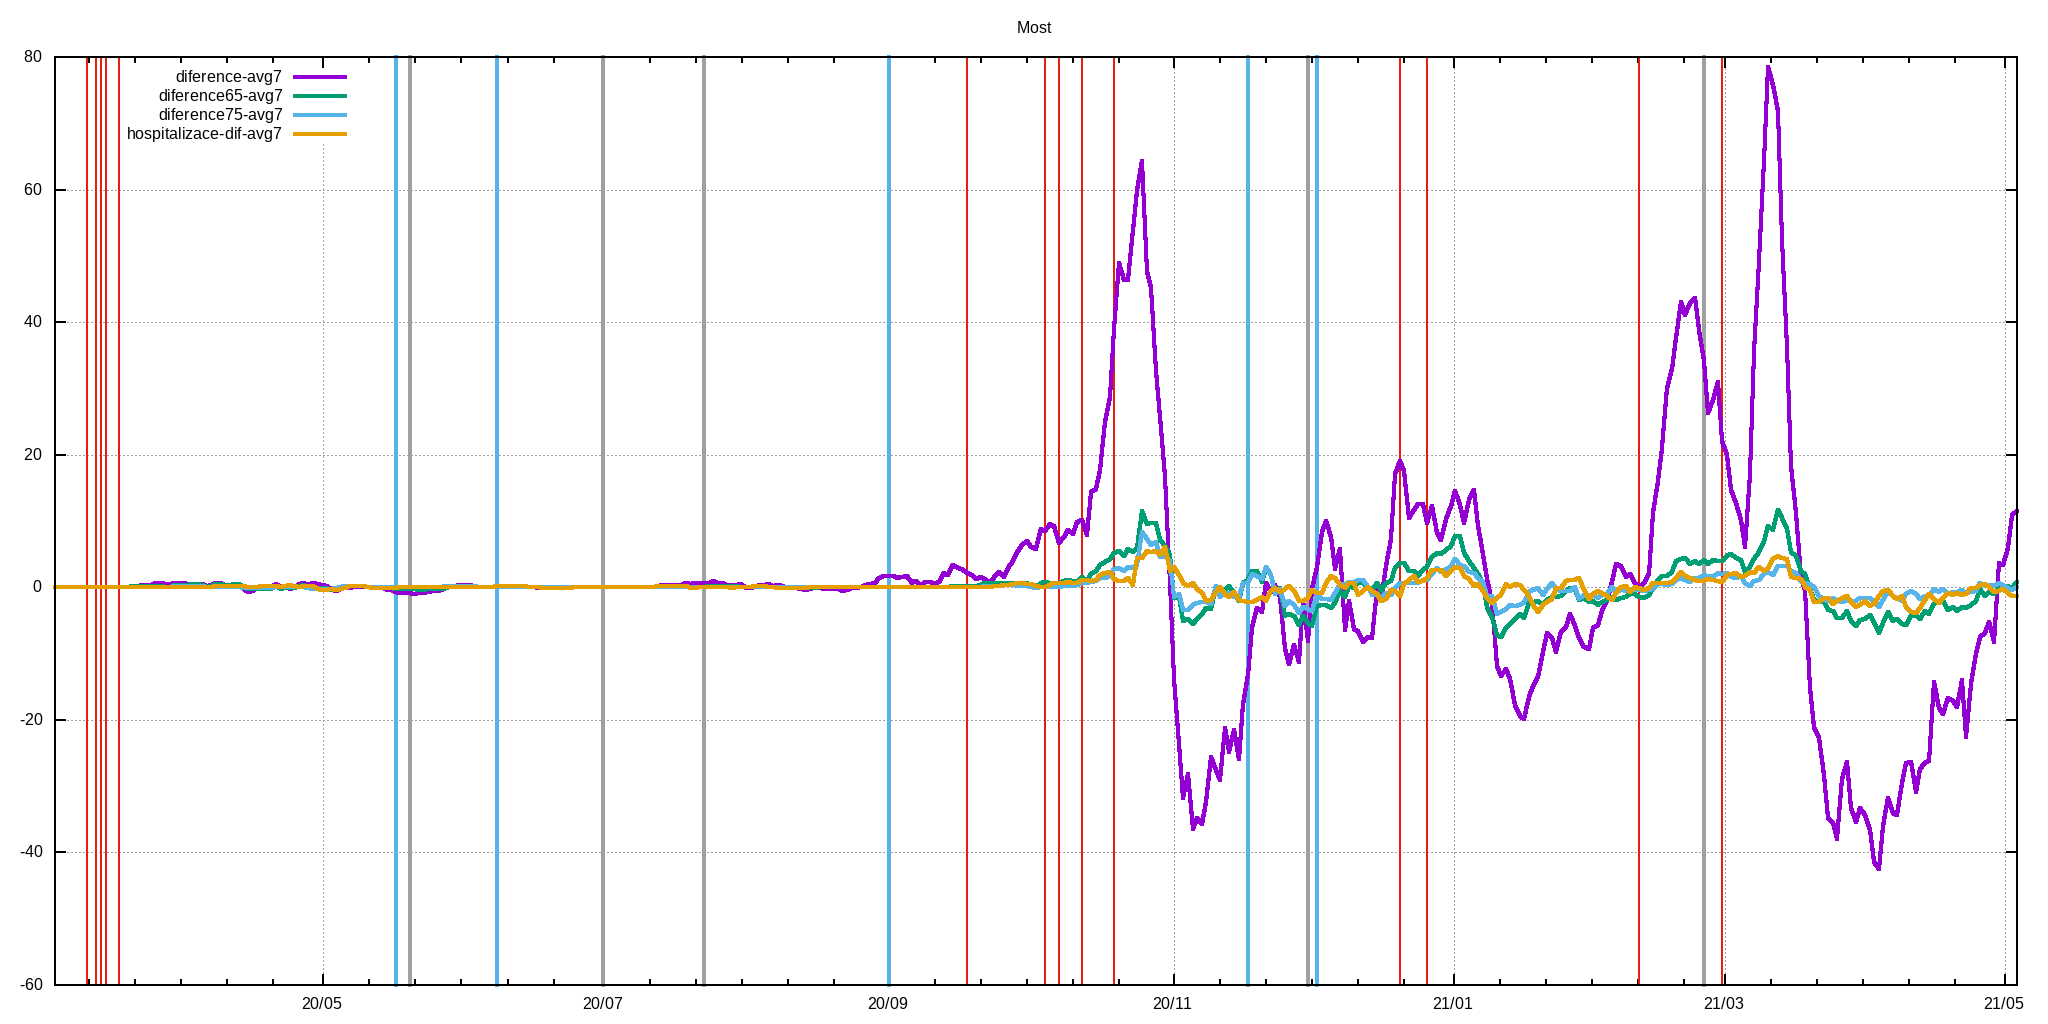 Most
diference-avg7
diference65-avg7
diference75-avg7
hospitalizace-dif-avg7
80
60
40
20
0
-20
-40
-60
20/05 20/07 20/09 20/11 21/01 21/03 21/05